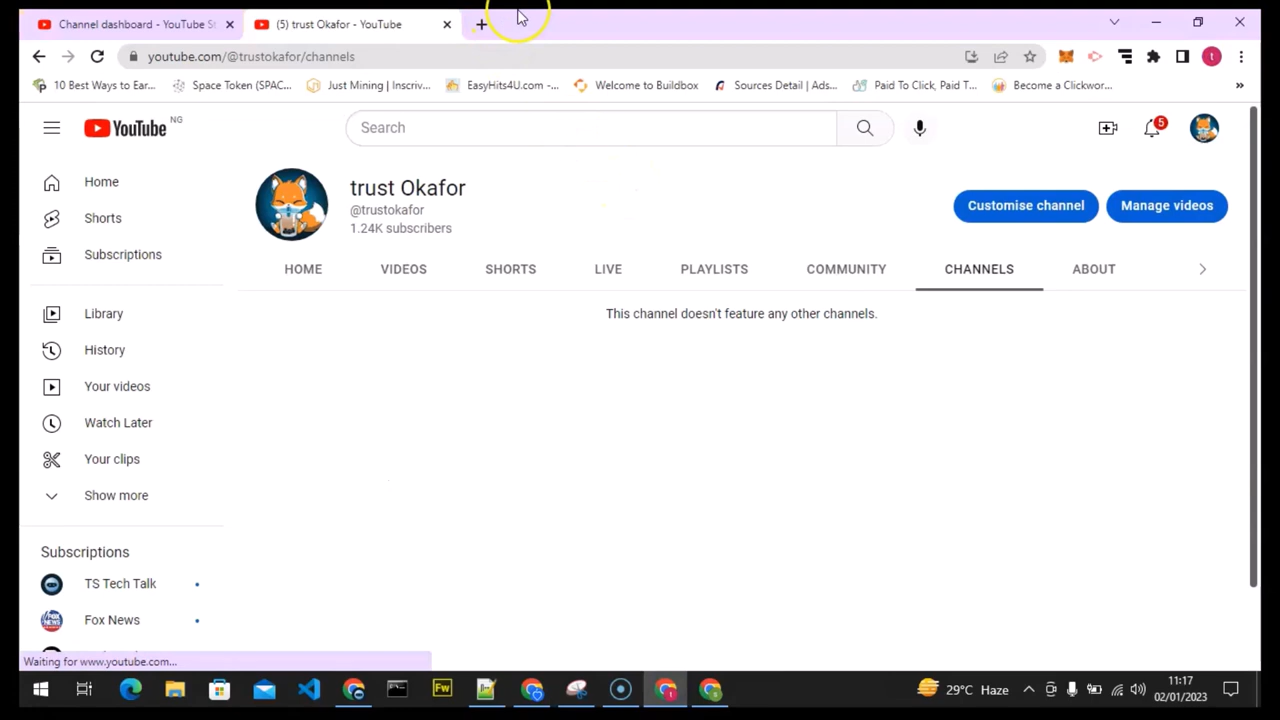 Channel dashboard - YouTube St
(5) trust Okafor - YouTube
youtube.com/@trustokafor/channels
10 Best Ways to Ear...
Space Token (SPAC...
Just Mining | Inscriv...
EasyHits4U.com -...
Welcome to Buildbox
Sources Detail | Ads...
Paid To Click, Paid T...
Become a Clickwor...
»
YouTube NG
Search
5
trust Okafor
@trustokafor
1.24K subscribers
Customise channel
Manage videos
HOME
VIDEOS
SHORTS
LIVE
PLAYLISTS
COMMUNITY
CHANNELS
ABOUT
This channel doesn't feature any other channels.
Home
Shorts
Subscriptions
Library
History
Your videos
Watch Later
Your clips
Show more
Subscriptions
TS Tech Talk
Fox News
Waiting for www.youtube.com...
Fw
29°C Haze
11:17
02/01/2023